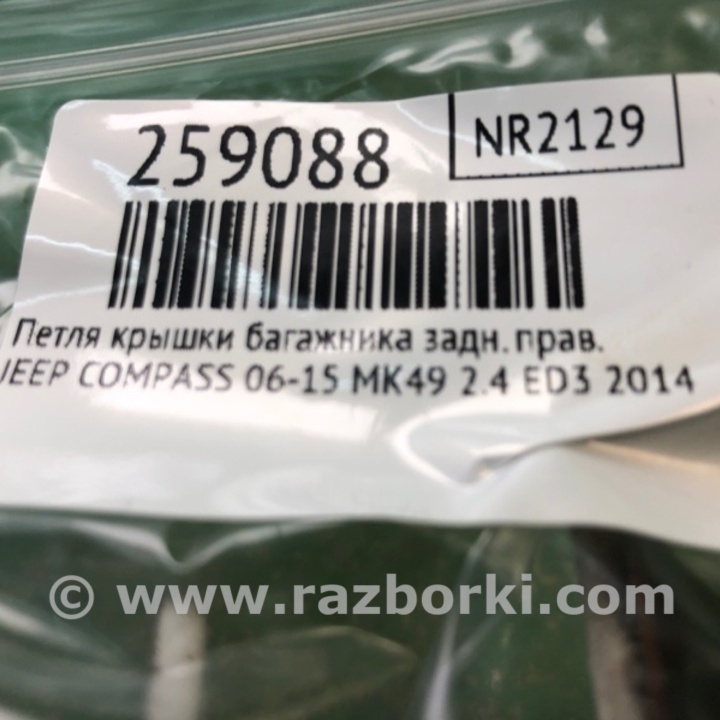 259088
NR2129
Петля крышки багажника задн. прав.
JEEP COMPASS 06-15 MK49 2.4 ED3 2014
© www.razborki.com